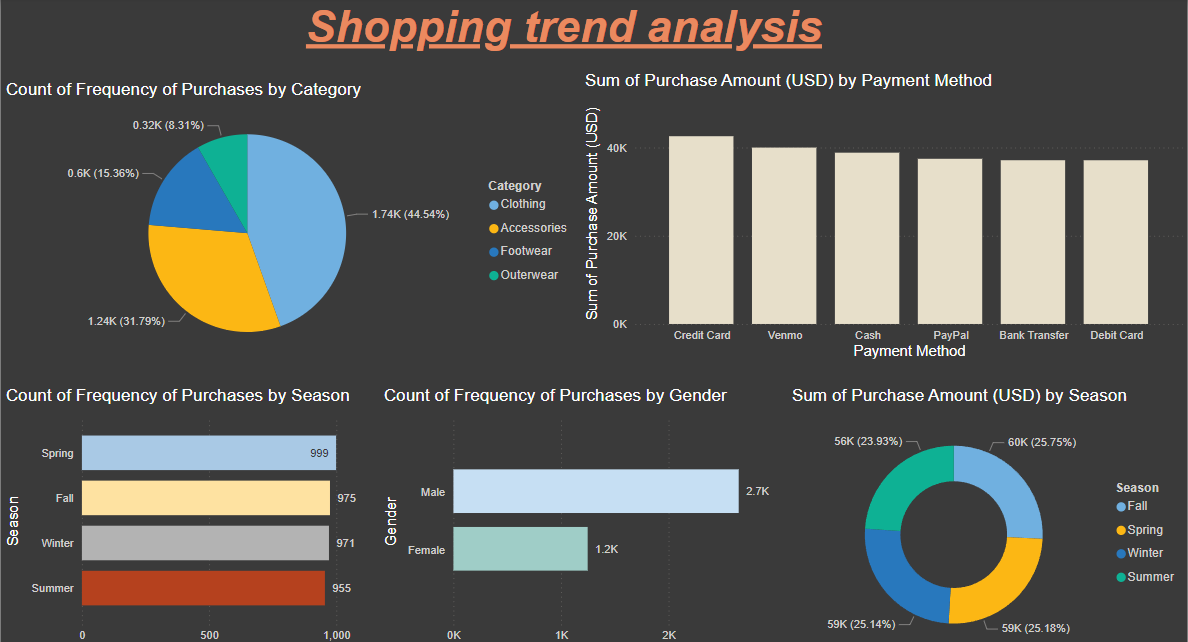 Shopping trend analysis
Count of Frequency of Purchases by Category
0.32K (8.31%)
0.6K (15.36%)
1.74K (44.54%)
1.24K (31.79%)
Category
Clothing
Accessories
Footwear
Outerwear
Sum of Purchase Amount (USD) by Payment Method
Sum of Purchase Amount (USD)
40K
20K
0K
Credit Card
Venmo
Cash
PayPal
Bank Transfer
Debit Card
Payment Method
Count of Frequency of Purchases by Season
Season
Spring
999
Fall
975
Winter
971
Summer
955
0
500
1,000
Count of Frequency of Purchases by Gender
Gender
Male
2.7K
Female
1.2K
0K
1K
2K
Sum of Purchase Amount (USD) by Season
56K (23.93%)
60K (25.75%)
59K (25.14%)
59K (25.18%)
Season
Fall
Spring
Winter
Summer